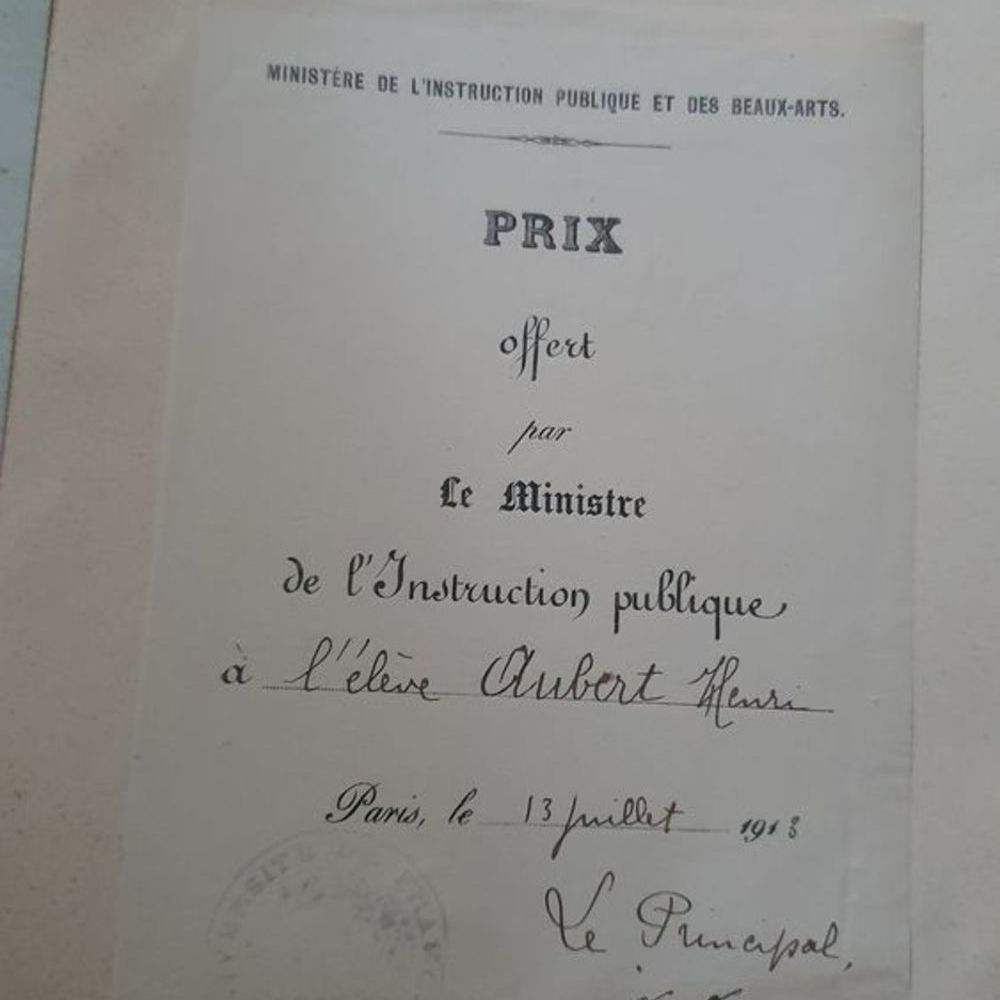 MINISTÉRE DE L'INSTRUCTION PUBLIQUE ET DES BEAUX-ARTS.
PRIX
offert
par
Le Ministre
de l'Instruction publique
à l'élève Aubert Henri
Paris, le 13 juillet 1913
Le Principal,